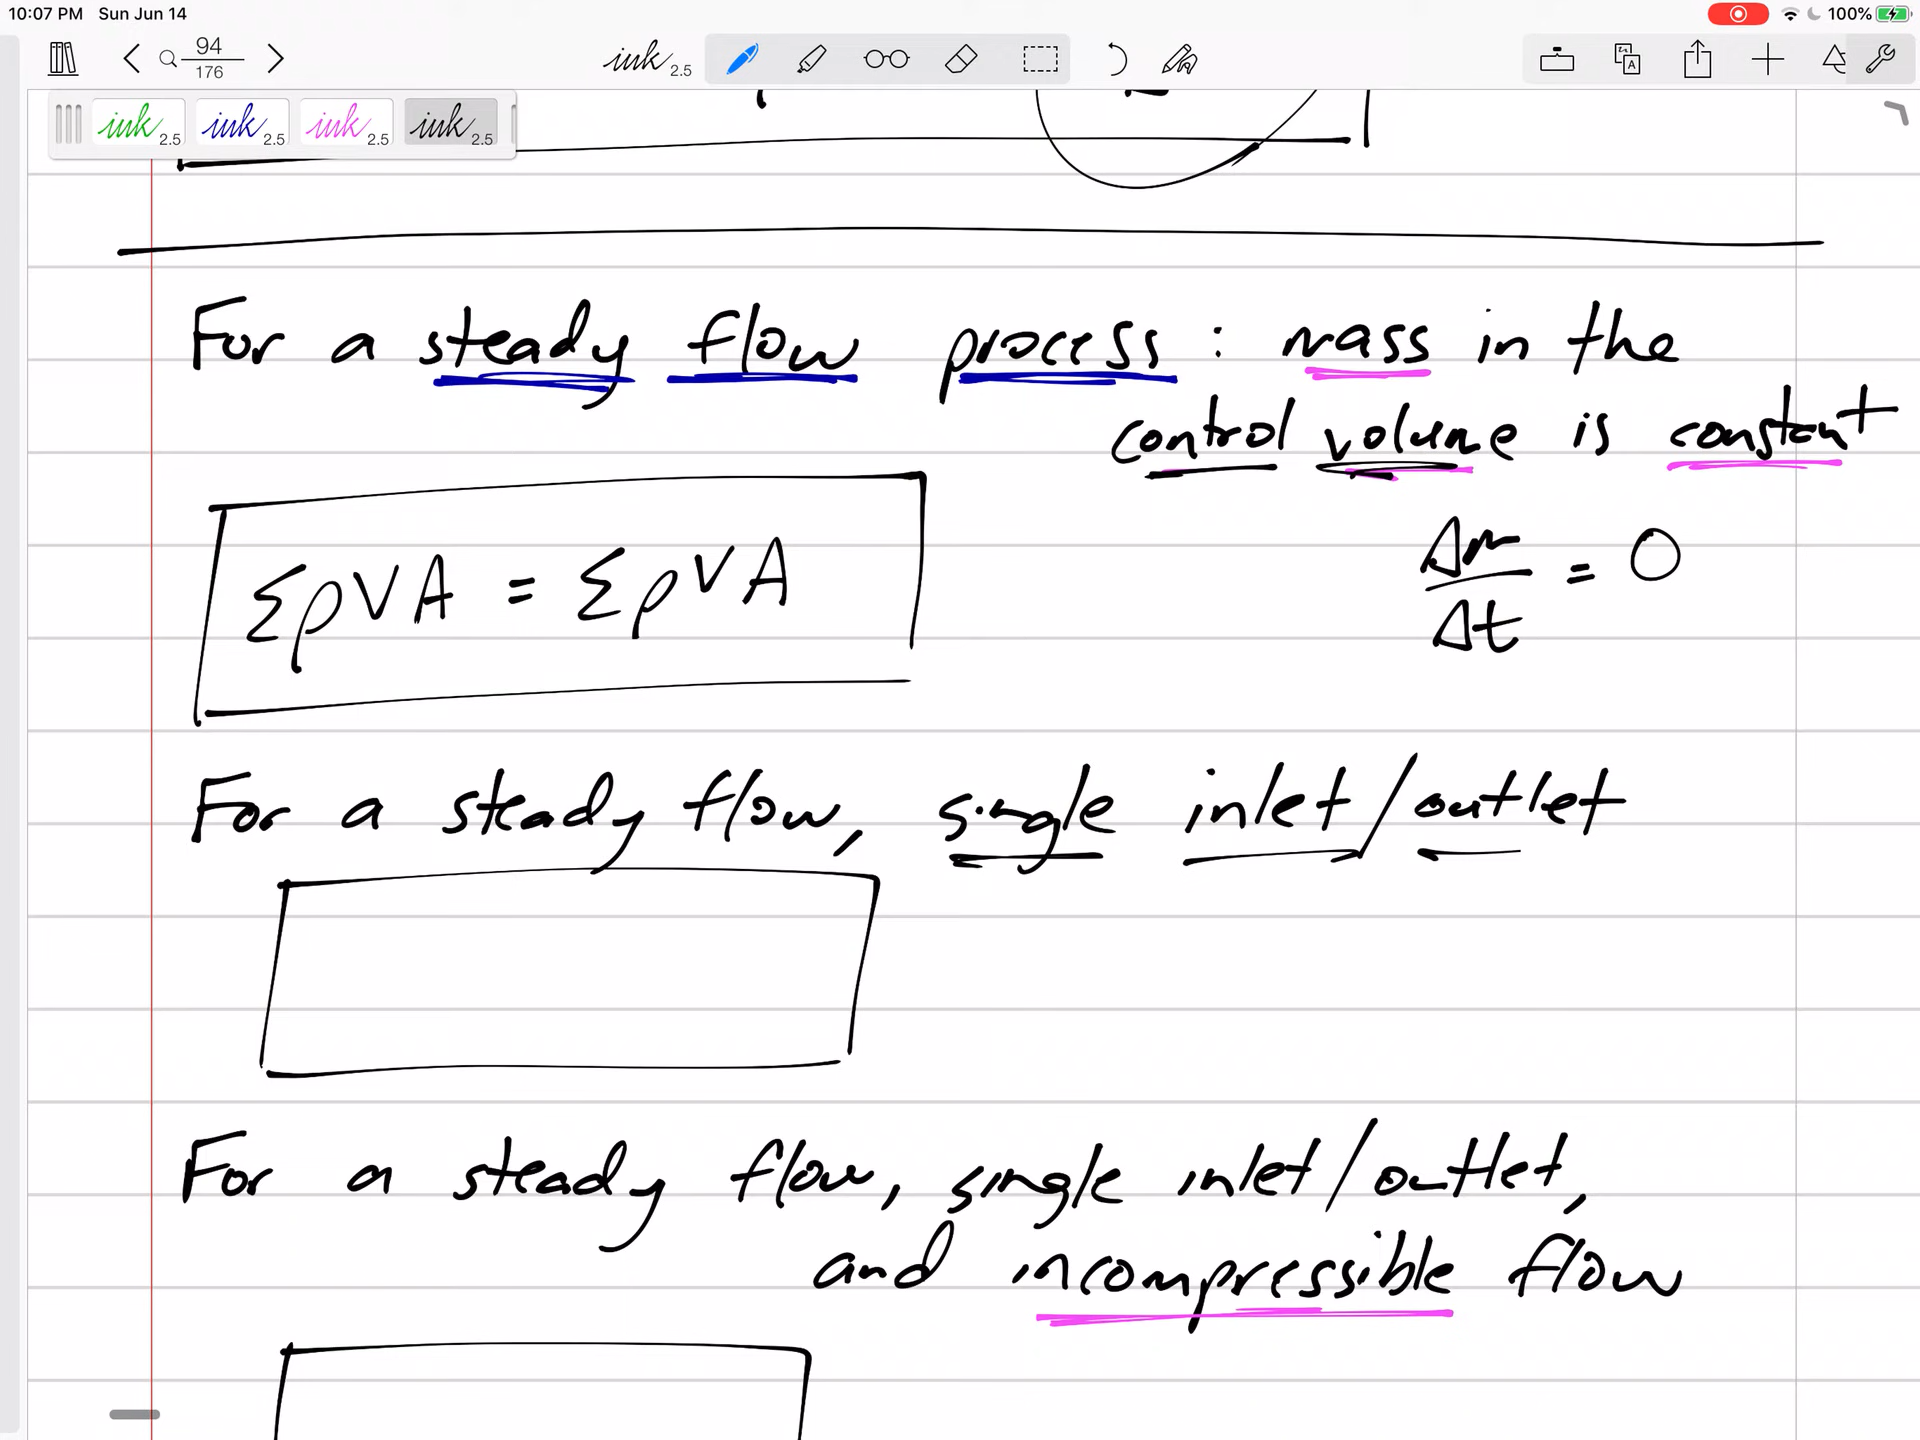 10:07 PM Sun Jun 14
100%
94
176
ink 2.5
ink 2.5 ink 2.5 ink 2.5 ink 2.5
For a steady flow process : mass in the
control volume is constant
ΣρVA = ΣρVA
Δm/Δt = 0
For a steady flow, single inlet/outlet
For a steady flow, single inlet/outlet,
and incompressible flow